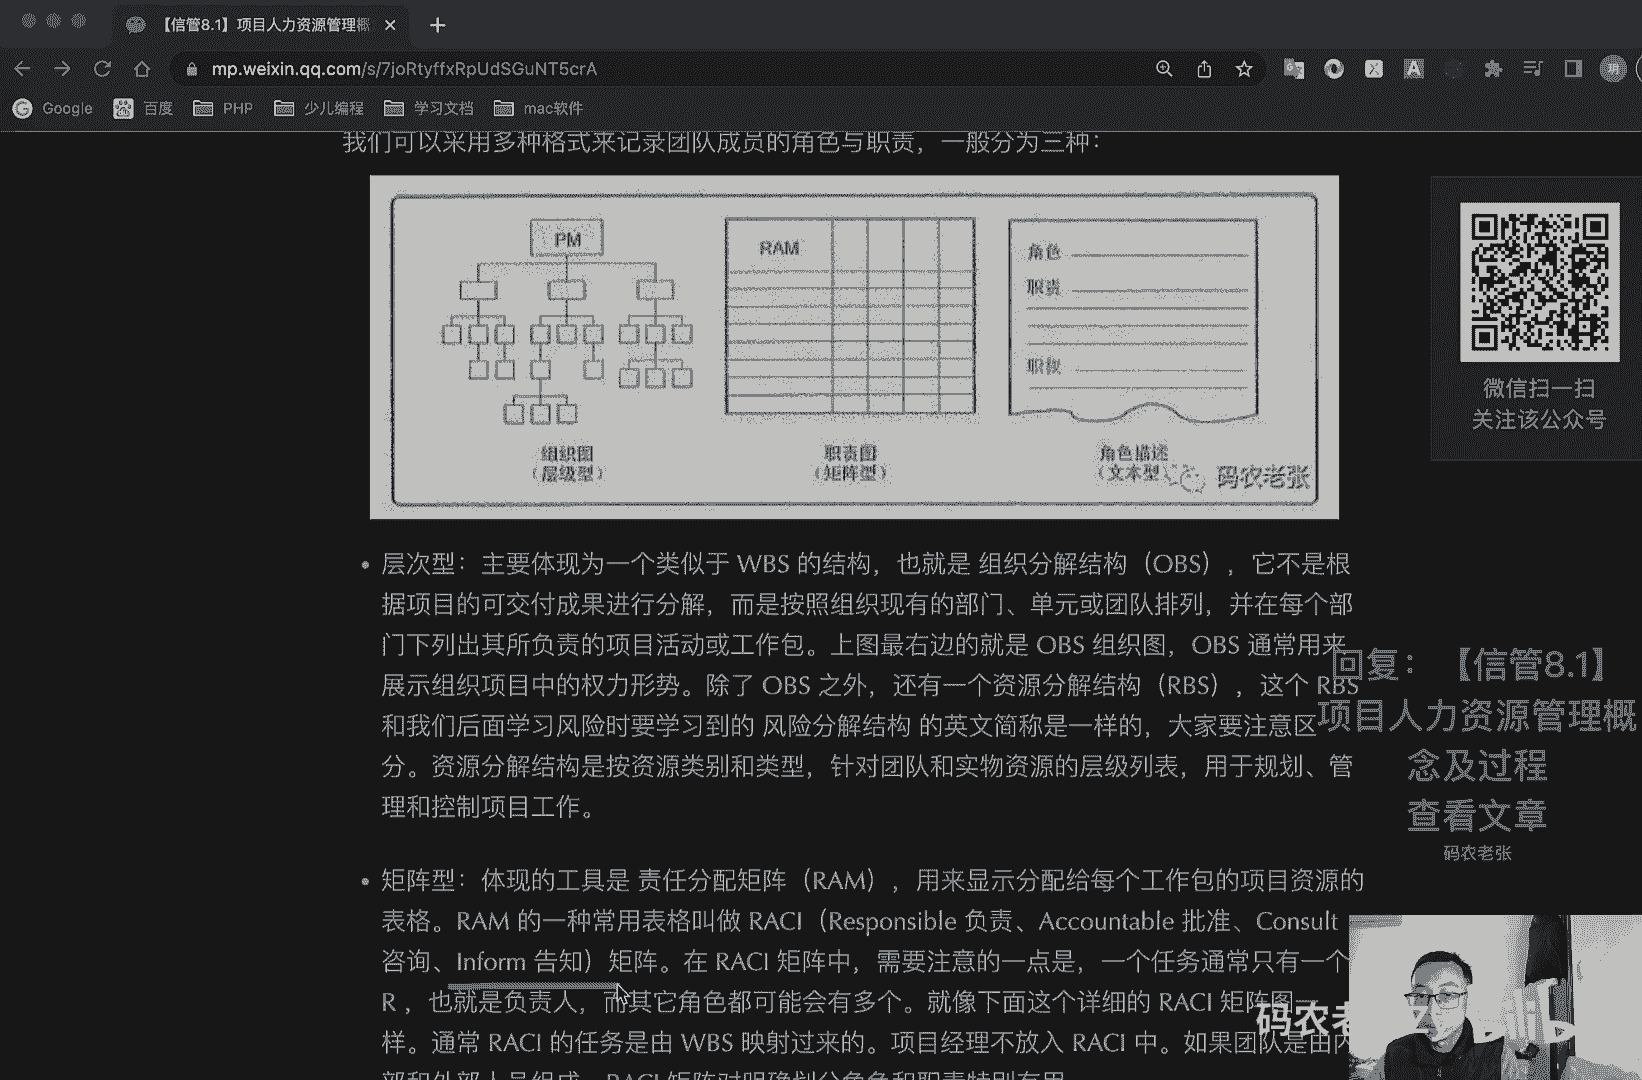 【信管8.1】项目人力资源管理概
mp.weixin.qq.com/s/7joRtyffxRpUdSGuNT5crA
Google 百度 PHP 少儿编程 学习文档 mac软件
我们可以采用多种格式来记录团队成员的角色与职责，一般分为三种：
PM
RAM
角色
职责
职权
组织图
（层级型）
职责图
（矩阵型）
角色描述
（文本型
码农老张
微信扫一扫
关注该公众号
• 层次型：主要体现为一个类似于 WBS 的结构，也就是 组织分解结构（OBS），它不是根
据项目的可交付成果进行分解，而是按照组织现有的部门、单元或团队排列，并在每个部
门下列出其所负责的项目活动或工作包。上图最右边的就是 OBS 组织图，OBS 通常用来
展示组织项目中的权力形势。除了 OBS 之外，还有一个资源分解结构（RBS），这个 RBS
和我们后面学习风险时要学习到的 风险分解结构 的英文简称是一样的，大家要注意区
分。资源分解结构是按资源类别和类型，针对团队和实物资源的层级列表，用于规划、管
理和控制项目工作。
• 矩阵型：体现的工具是 责任分配矩阵（RAM），用来显示分配给每个工作包的项目资源的
表格。RAM 的一种常用表格叫做 RACI（Responsible 负责、Accountable 批准、Consult
咨询、Inform 告知）矩阵。在 RACI 矩阵中，需要注意的一点是，一个任务通常只有一个
R ，也就是负责人，而其它角色都可能会有多个。就像下面这个详细的 RACI 矩阵图一
样。通常 RACI 的任务是由 WBS 映射过来的。项目经理不放入 RACI 中。如果团队是由内
部和外部人员组成，RACI 矩阵对明确划分角色和职责特别有用。
回复：【信管8.1】
项目人力资源管理概
念及过程
查看文章
码农老张
码农老